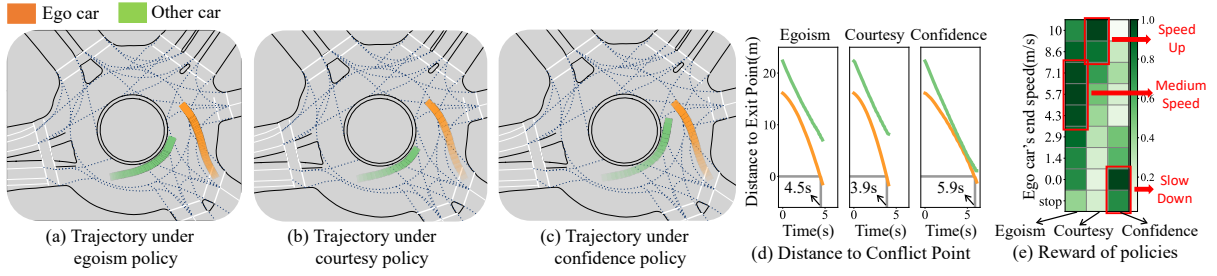 Ego car
Other car
(a) Trajectory under
egoism policy
(b) Trajectory under
courtesy policy
(c) Trajectory under
confidence policy
Egoism
Courtesy
Confidence
Distance to Exit Point(m)
20
10
0
4.5s
3.9s
5.9s
0 5
0 5
0 5
Time(s)
Time(s)
Time(s)
(d) Distance to Conflict Point
Ego car's end speed(m/s)
10
8.6
7.1
5.7
4.3
2.9
1.4
0.0
stop
1.0
0.8
0.6
0.4
0.2
Speed
Up
Medium
Speed
Slow
Down
Egoism
Courtesy
Confidence
(e) Reward of policies